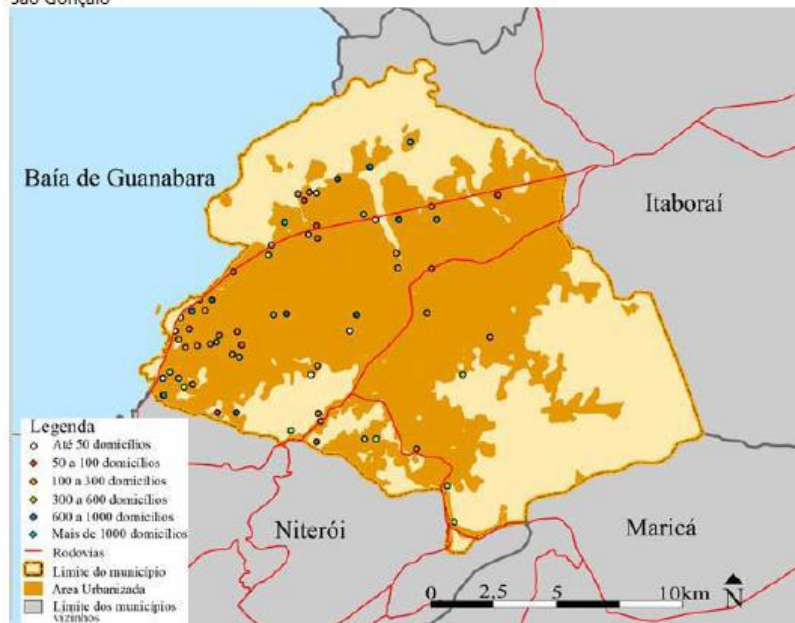 São Gonçalo
Baía de Guanabara
Itaboraí
Legenda
Até 50 domicílios
50 a 100 domicílios
100 a 300 domicílios
300 a 600 domicílios
600 a 1000 domicílios
Mais de 1000 domicílios
Rodovias
Limite do município
Area Urbanizada
Limite dos municípios
vizinhos
Niterói
Maricá
0 2,5 5 10km
N